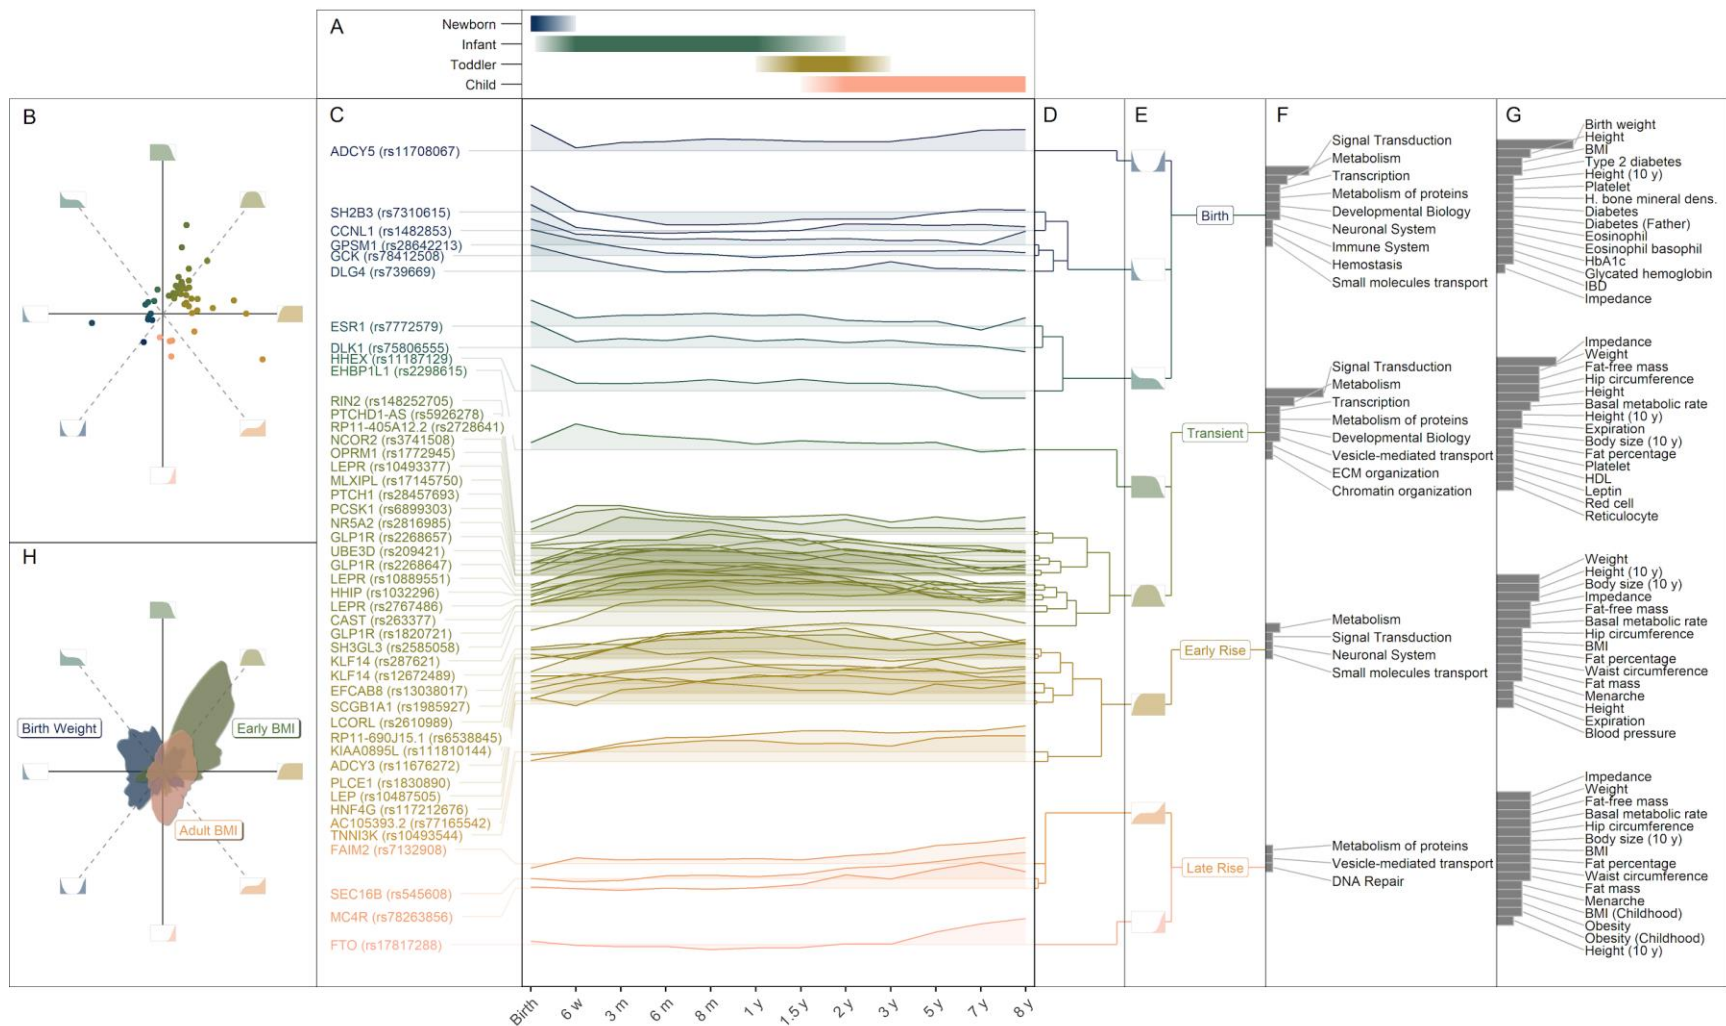 A
Newborn
Infant
Toddler
Child
B
C
ADCY5 (rs11708067)
SH2B3 (rs7310615)
CCNL1 (rs1482853)
GPSM1 (rs28642213)
GCK (rs78412508)
DLG4 (rs739669)
ESR1 (rs7772579)
DLK1 (rs75806555)
HHEX (rs11187129)
EHBP1L1 (rs2298615)
RIN2 (rs148252705)
PTCHD1-AS (rs5926278)
RP11-405A12.2 (rs2728641)
NCOR2 (rs3741508)
OPRM1 (rs1772945)
LEPR (rs10493377)
MLXIPL (rs17145750)
PTCH1 (rs28457693)
PCSK1 (rs6899303)
NR5A2 (rs2816985)
GLP1R (rs2268657)
UBE3D (rs209421)
GLP1R (rs2268647)
LEPR (rs10889551)
HHIP (rs1032296)
LEPR (rs2767486)
CAST (rs263377)
GLP1R (rs1820721)
SH3GL3 (rs2585058)
KLF14 (rs287621)
KLF14 (rs12672489)
EFCAB8 (rs13038017)
SCGB1A1 (rs1985927)
LCORL (rs2610989)
RP11-690J15.1 (rs6538845)
KIAA0895L (rs111810144)
ADCY3 (rs11676272)
PLCE1 (rs1830890)
LEP (rs10487505)
HNF4G (rs117212676)
AC105393.2 (rs77165542)
TNNI3K (rs10493544)
FAIM2 (rs7132908)
SEC16B (rs545608)
MC4R (rs78263856)
FTO (rs17817288)
Birth
6 w
3 m
6 m
8 m
1 y
1.5 y
2 y
3 y
5 y
7 y
8 y
D
E
Birth
Transient
Early Rise
Late Rise
F
Signal Transduction
Metabolism
Transcription
Metabolism of proteins
Developmental Biology
Neuronal System
Immune System
Hemostasis
Small molecules transport
Signal Transduction
Metabolism
Transcription
Metabolism of proteins
Developmental Biology
Vesicle-mediated transport
ECM organization
Chromatin organization
Metabolism
Signal Transduction
Neuronal System
Small molecules transport
Metabolism of proteins
Vesicle-mediated transport
DNA Repair
G
Birth weight
Height
BMI
Type 2 diabetes
Height (10 y)
Platelet
H. bone mineral dens.
Diabetes
Diabetes (Father)
Eosinophil
Eosinophil basophil
HbA1c
Glycated hemoglobin
IBD
Impedance
Impedance
Weight
Fat-free mass
Hip circumference
Height
Basal metabolic rate
Height (10 y)
Expiration
Body size (10 y)
Fat percentage
Platelet
HDL
Leptin
Red cell
Reticulocyte
Weight
Height (10 y)
Body size (10 y)
Impedance
Fat-free mass
Basal metabolic rate
Hip circumference
BMI
Fat percentage
Waist circumference
Fat mass
Menarche
Height
Expiration
Blood pressure
Impedance
Weight
Fat-free mass
Basal metabolic rate
Hip circumference
Body size (10 y)
BMI
Fat percentage
Waist circumference
Fat mass
Menarche
BMI (Childhood)
Obesity
Obesity (Childhood)
Height (10 y)
H
Birth Weight
Early BMI
Adult BMI